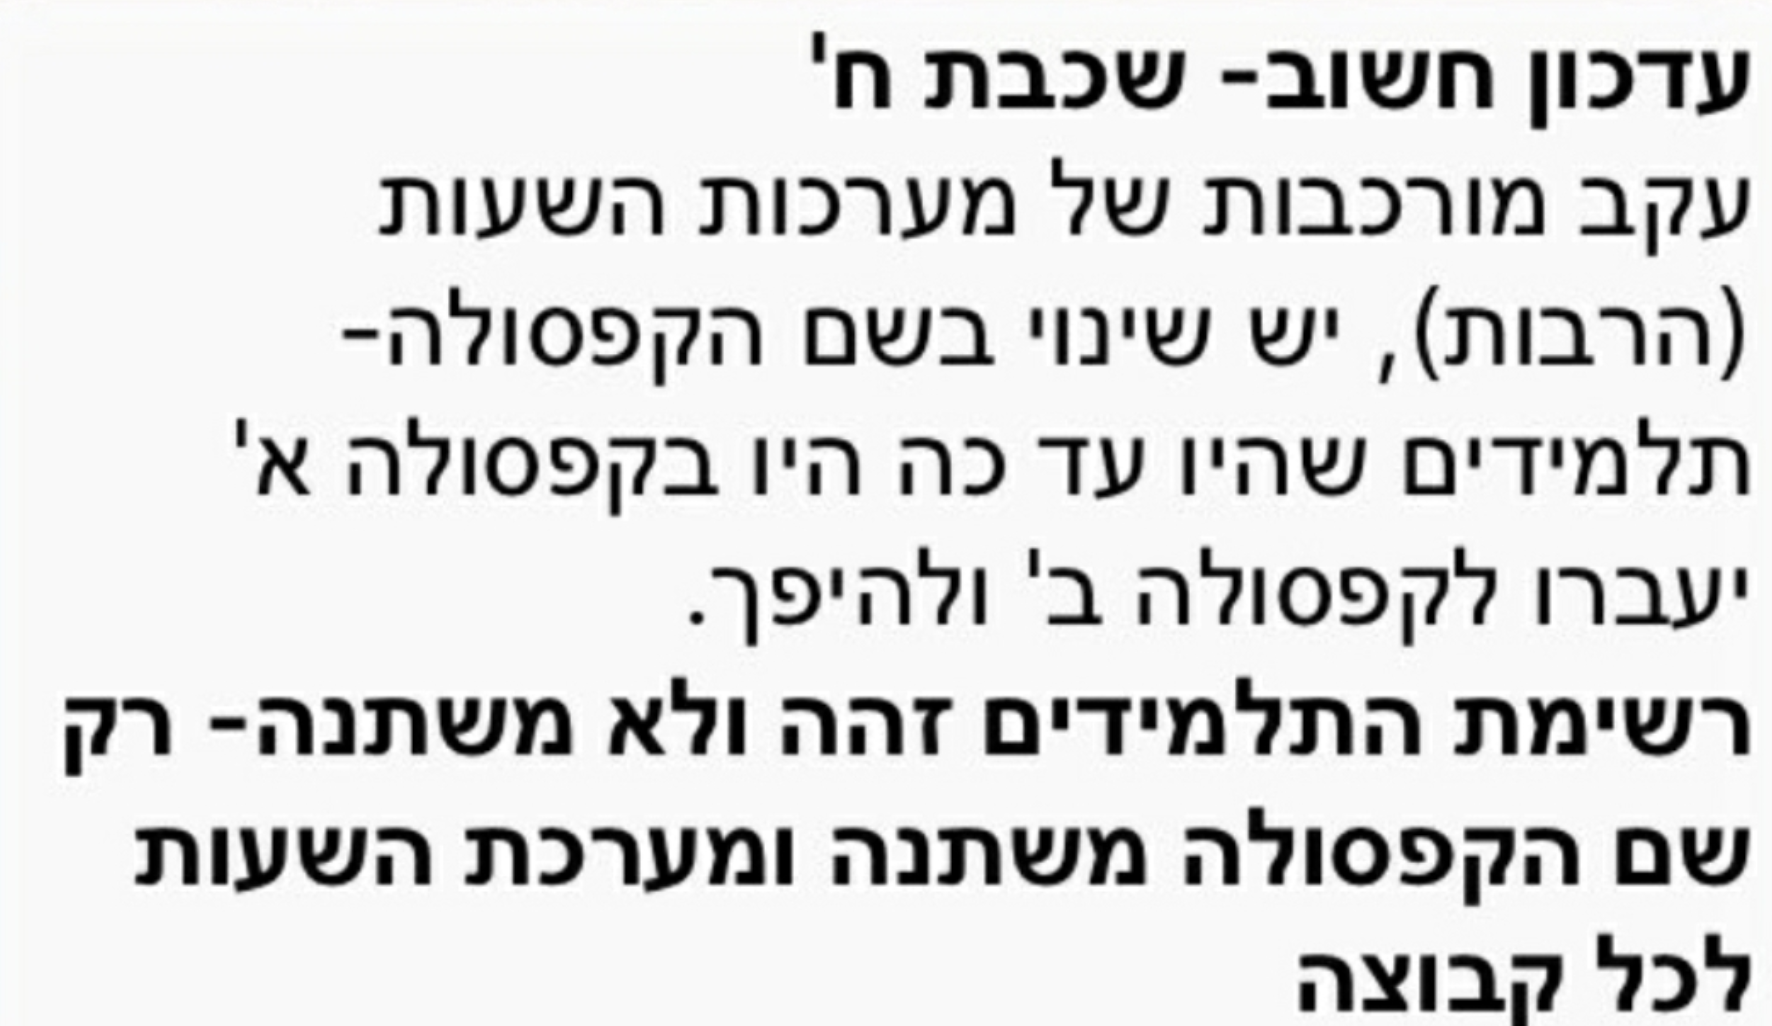 עדכון חשוב- שכבת ח'
עקב מורכבות של מערכות השעות
(הרבות), יש שינוי בשם הקפסולה-
תלמידים שהיו עד כה היו בקפסולה א'
יעברו לקפסולה ב' ולהיפך.
רשימת התלמידים זהה ולא משתנה- רק
שם הקפסולה משתנה ומערכת השעות
לכל קבוצה